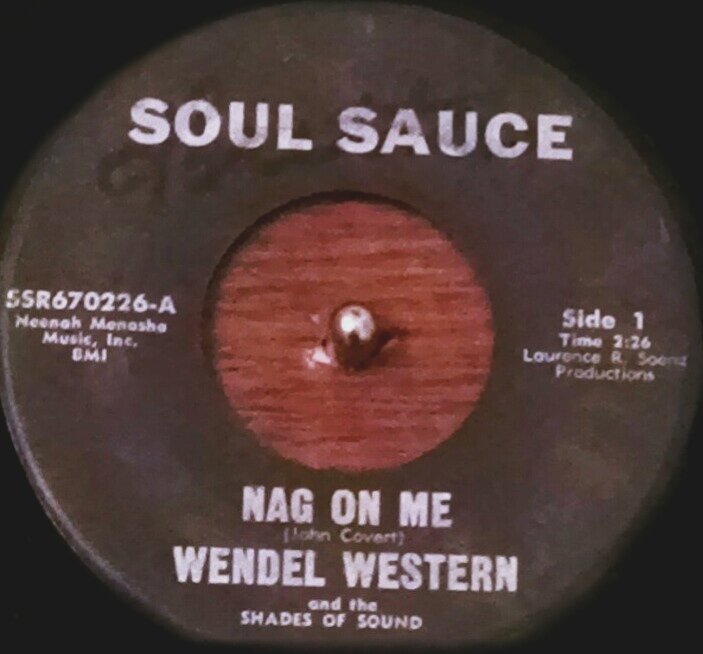 SOUL SAUCE
SSR670226-A
Neenah Menasha
Music, Inc.
BMI
Side 1
Time 2:26
Laurence R.
Productions
NAG ON ME
(John Covert)
WENDEL WESTERN
and the
SHADES OF SOUND